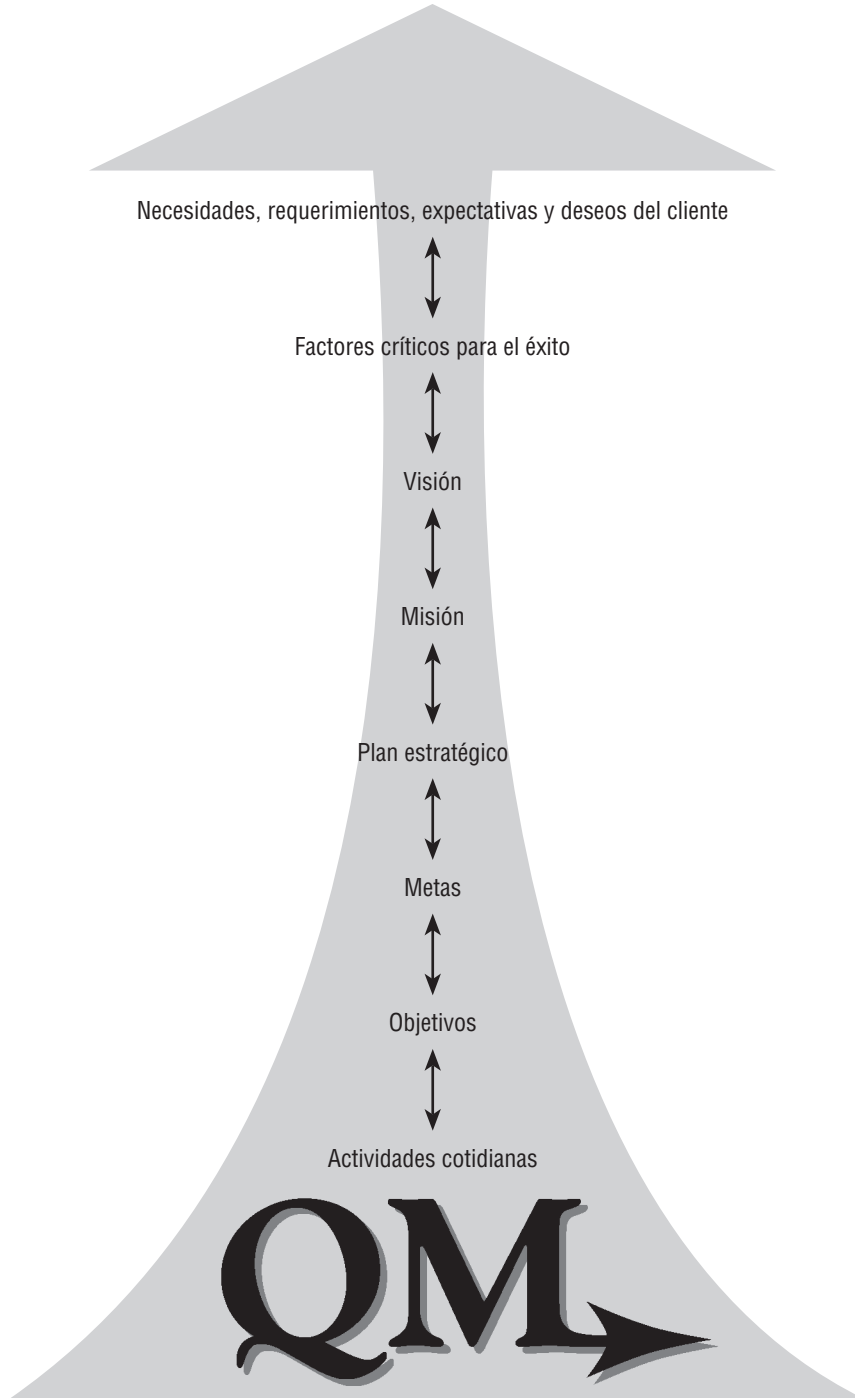 Necesidades, requerimientos, expectativas y deseos del cliente
Factores críticos para el éxito
Visión
Misión
Plan estratégico
Metas
Objetivos
Actividades cotidianas
QM